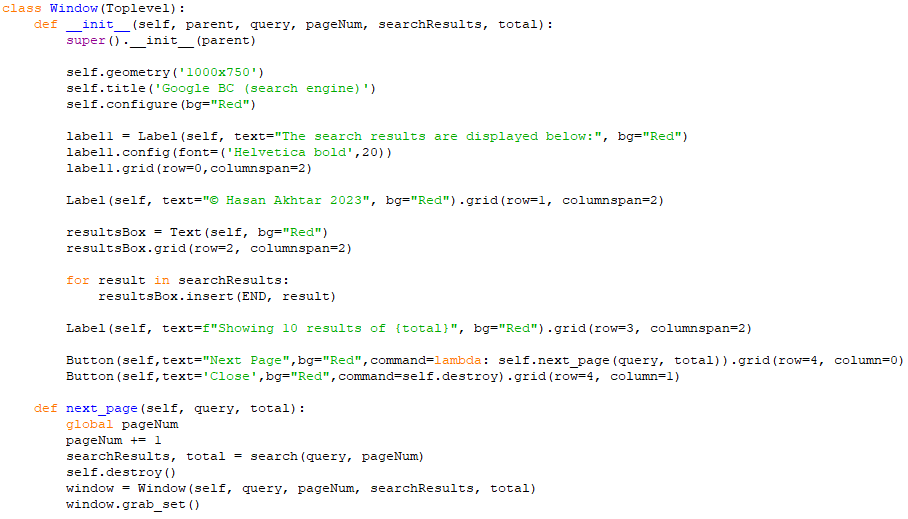 class Window(Toplevel):
    def __init__(self, parent, query, pageNum, searchResults, total):
        super().__init__(parent)

        self.geometry('1000x750')
        self.title('Google BC (search engine)')
        self.configure(bg="Red")

        label1 = Label(self, text="The search results are displayed below:", bg="Red")
        label1.config(font=('Helvetica bold',20))
        label1.grid(row=0,columnspan=2)

        Label(self, text="© Hasan Akhtar 2023", bg="Red").grid(row=1, columnspan=2)

        resultsBox = Text(self, bg="Red")
        resultsBox.grid(row=2, columnspan=2)

        for result in searchResults:
            resultsBox.insert(END, result)

        Label(self, text=f"Showing 10 results of {total}", bg="Red").grid(row=3, columnspan=2)

        Button(self,text="Next Page",bg="Red",command=lambda: self.next_page(query, total)).grid(row=4, column=0)
        Button(self,text='Close',bg="Red",command=self.destroy).grid(row=4, column=1)

    def next_page(self, query, total):
        global pageNum
        pageNum += 1
        searchResults, total = search(query, pageNum)
        self.destroy()
        window = Window(self, query, pageNum, searchResults, total)
        window.grab_set()